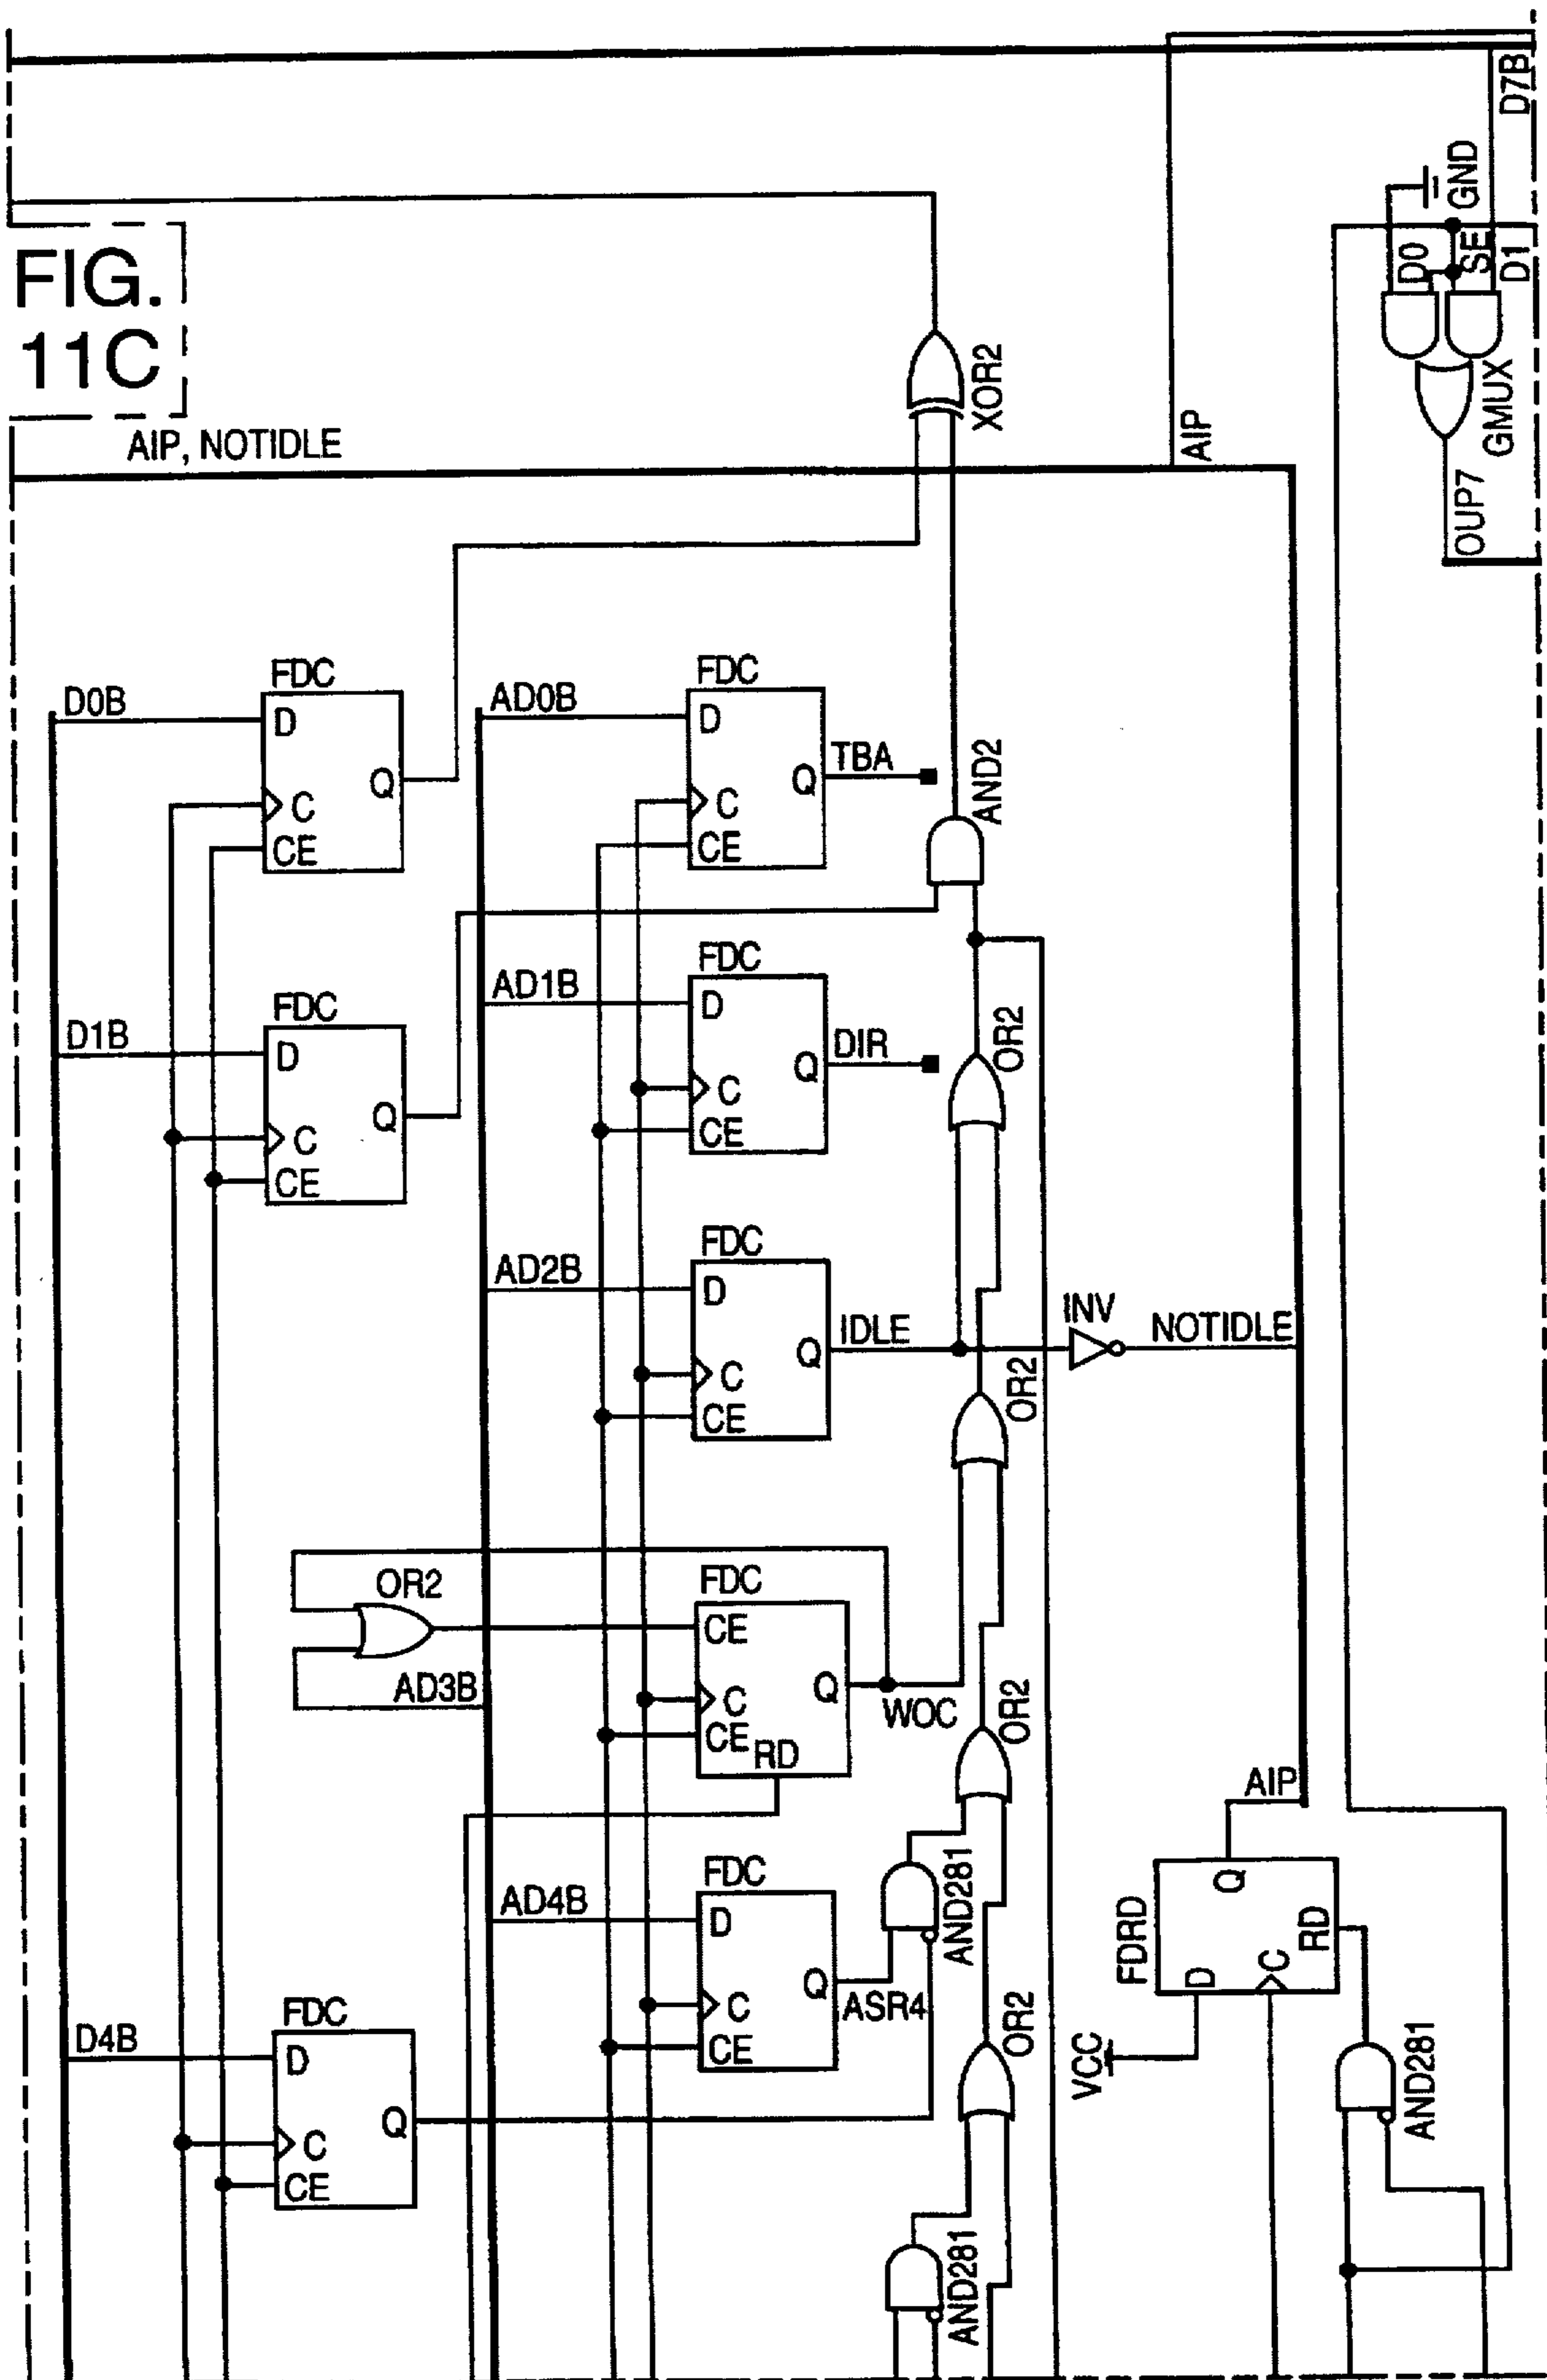 D7B
GND
D0
SE
D1
GMUX
OUP7
FIG.
11C
XOR2
AIP, NOTIDLE
AIP
FDC
D0B
D
Q
C
CE
FDC
AD0B
D
Q
C
CE
TBA
AND2
FDC
D1B
D
Q
C
CE
FDC
AD1B
D
Q
C
CE
DIR
OR2
FDC
AD2B
D
Q
C
CE
IDLE
INV
NOTIDLE
OR2
OR2
AD3B
FDC
CE
Q
C
CE
RD
WOC
OR2
AIP
FDC
AD4B
D
Q
C
CE
ASR4
AND281
FDRD
Q
RD
D
C
VCC
AND281
OR2
FDC
D4B
D
Q
C
CE
AND281